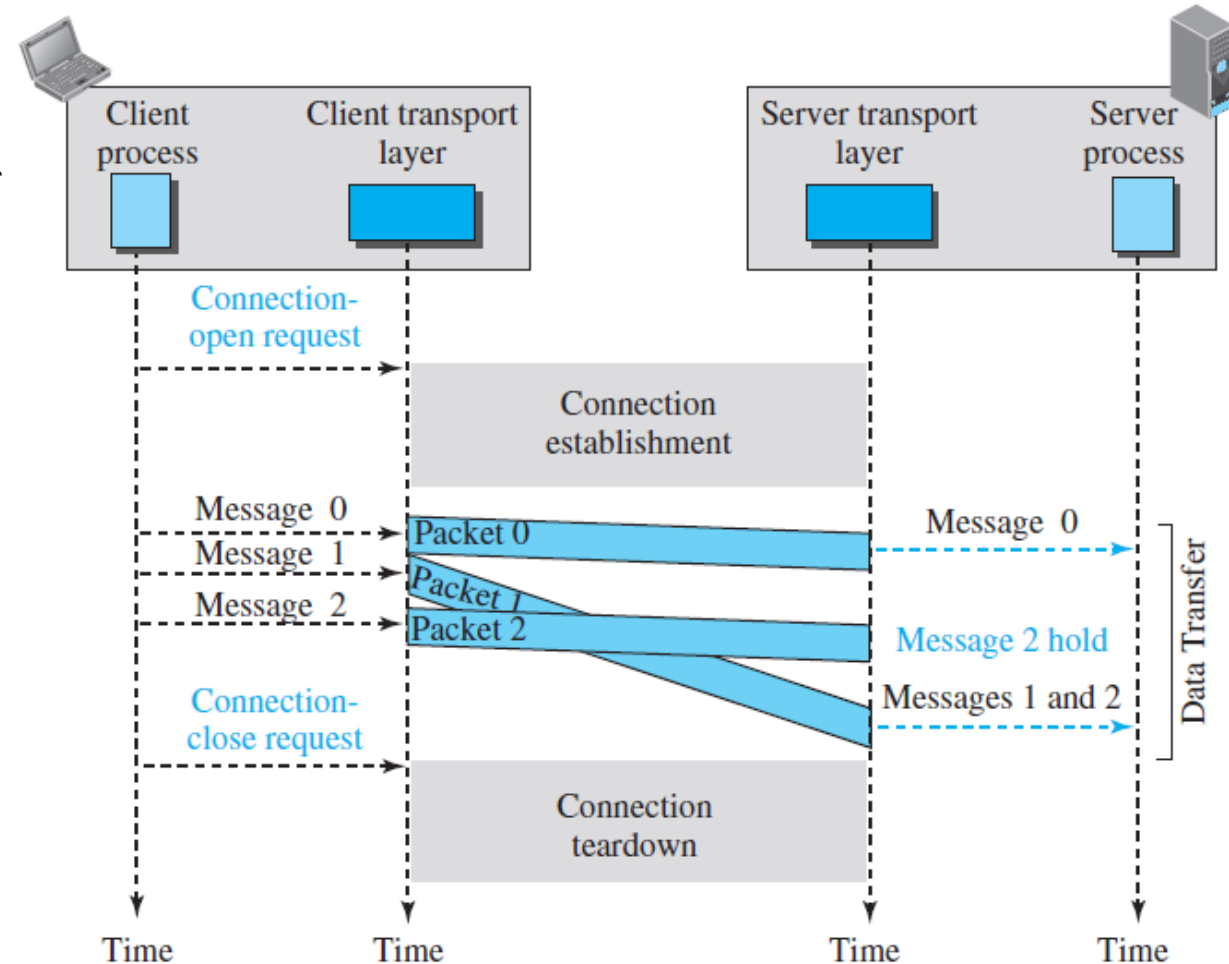 Client
process
Client transport
layer
Server transport
layer
Server
process
Connection-
open request
Connection
establishment
Message 0
Packet 0
Message 0
Message 1
Packet 1
Message 2
Packet 2
Message 2 hold
Messages 1 and 2
Data Transfer
Connection-
close request
Connection
teardown
Time
Time
Time
Time